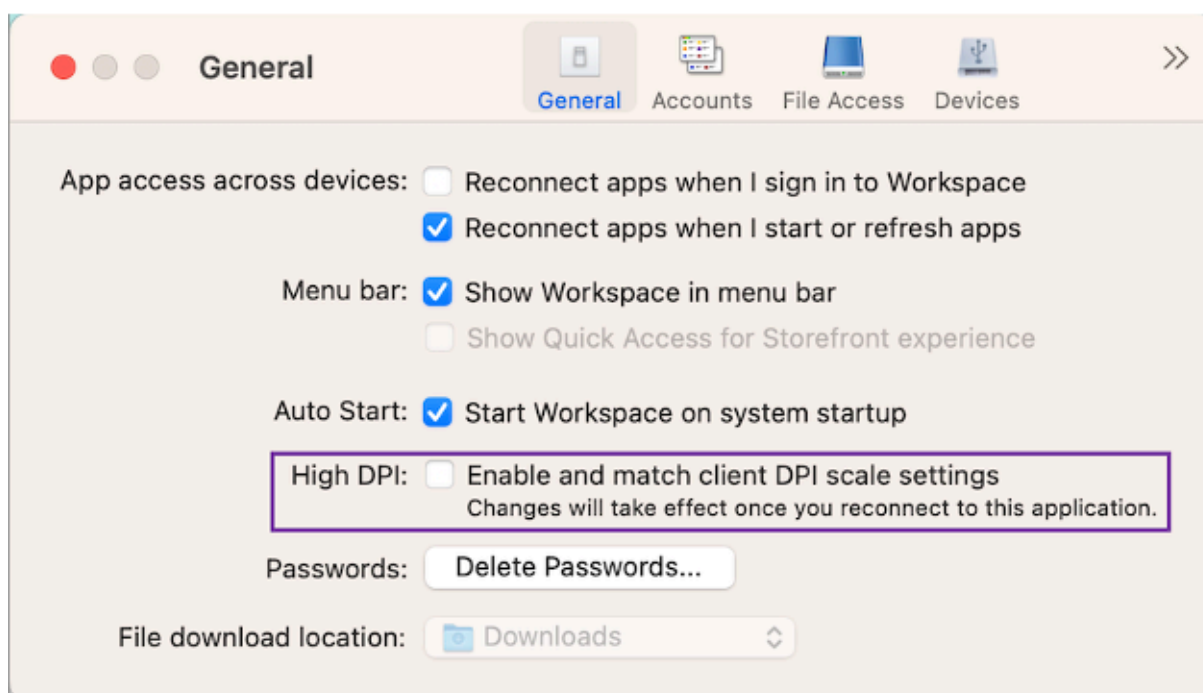 General
General
Accounts
File Access
Devices
App access across devices: Reconnect apps when I sign in to Workspace
Reconnect apps when I start or refresh apps
Menu bar: Show Workspace in menu bar
Show Quick Access for Storefront experience
Auto Start: Start Workspace on system startup
High DPI: Enable and match client DPI scale settings
Changes will take effect once you reconnect to this application.
Passwords: Delete Passwords...
File download location: Downloads